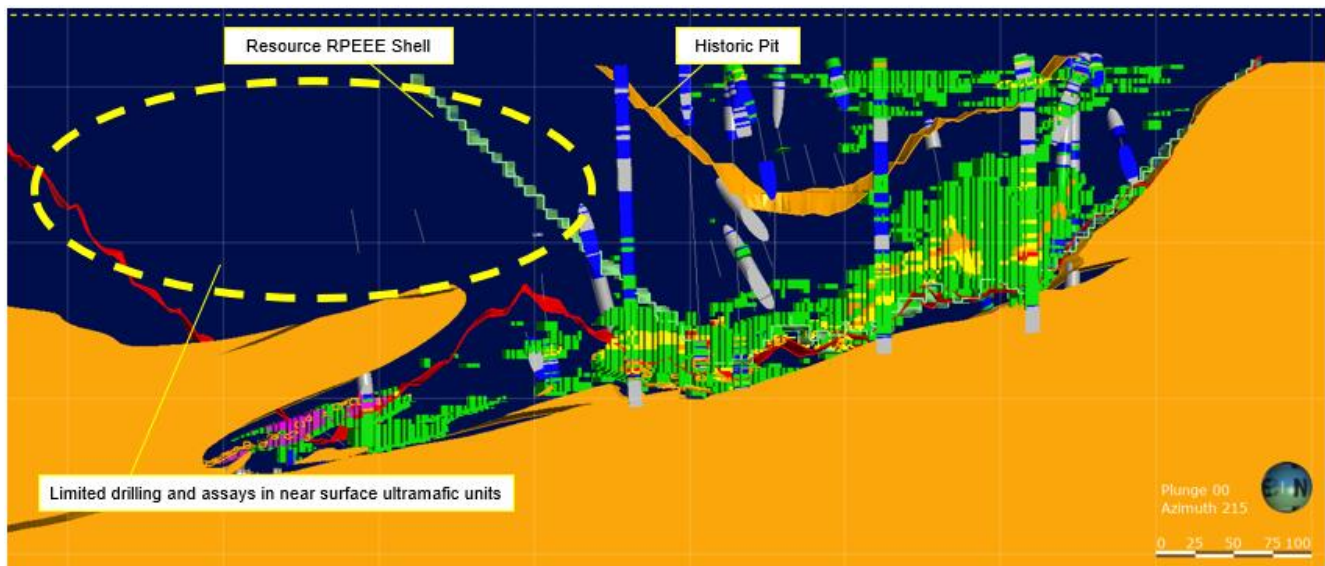 Resource RPEEE Shell
Historic Pit
Limited drilling and assays in near surface ultramafic units
Plunge 00
Azimuth 215
0 25 50 75 100
E N